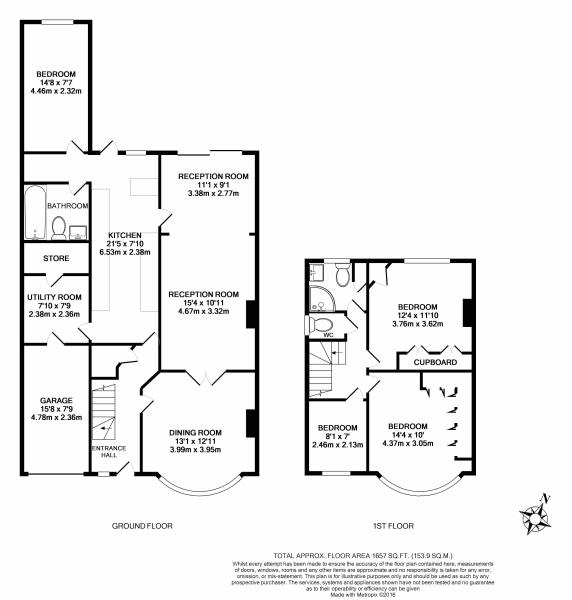 BEDROOM
14'8 x 7'7
4.46m x 2.32m
RECEPTION ROOM
11'1 x 9'1
3.38m x 2.77m
BATHROOM
KITCHEN
21'5 x 7'10
6.53m x 2.38m
STORE
UTILITY ROOM
7'10 x 7'9
2.38m x 2.36m
RECEPTION ROOM
15'4 x 10'11
4.67m x 3.32m
GARAGE
15'8 x 7'9
4.78m x 2.36m
DINING ROOM
13'1 x 12'11
3.99m x 3.95m
ENTRANCE
HALL
GROUND FLOOR
BEDROOM
12'4 x 11'10
3.76m x 3.62m
WC
CUPBOARD
BEDROOM
8'1 x 7'
2.46m x 2.13m
BEDROOM
14'4 x 10'
4.37m x 3.05m
1ST FLOOR
N
TOTAL APPROX. FLOOR AREA 1657 SQ.FT. (153.9 SQ.M.)
Whilst every attempt has been made to ensure the accuracy of the floor plan contained here, measurements
of doors, windows, rooms and any other items are approximate and no responsibility is taken for any error,
omission, or mis-statement. This plan is for illustrative purposes only and should be used as such by any
prospective purchaser. The services, systems and appliances shown have not been tested and no guarantee
as to their operability or efficiency can be given
Made with Metropix ©2016